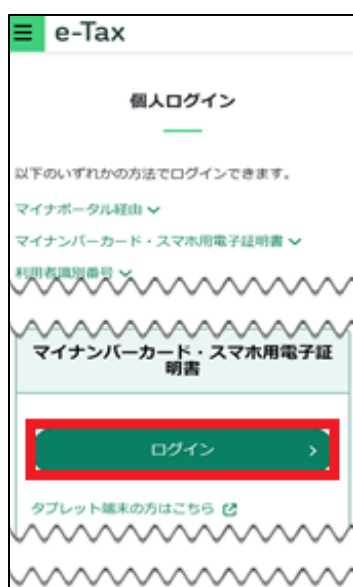 e-Tax
個人ログイン
以下のいずれかの方法でログインできます。
マイナポータル経由
マイナンバーカード・スマホ用電子証明書
利用者識別番号
マイナンバーカード・スマホ用電子証
明書
ログイン
タブレット端末の方はこちら